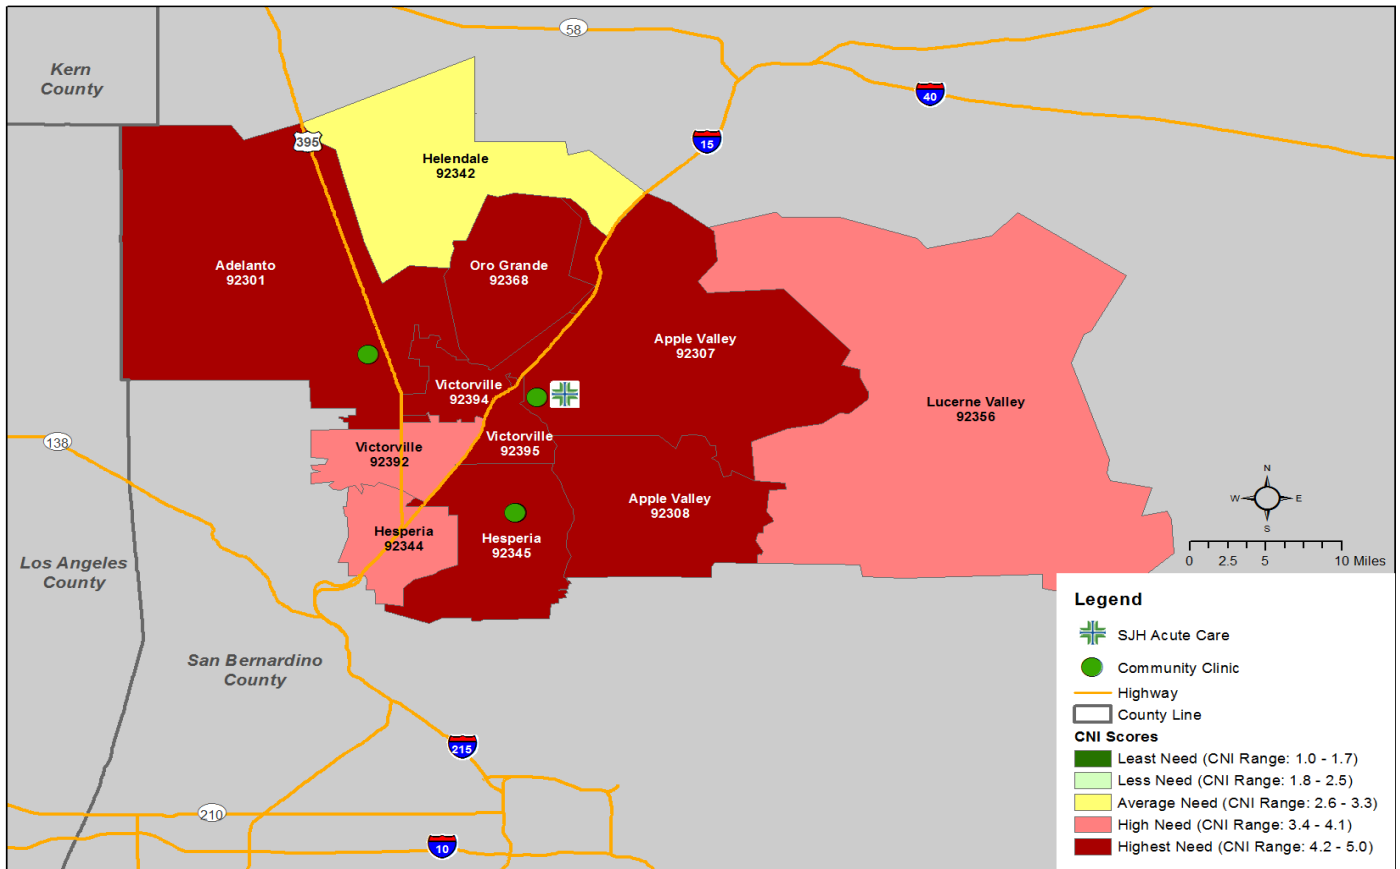 58
Kern
County
40
395
15
Helendale
92342
Adelanto
92301
Oro Grande
92368
Apple Valley
92307
Victorville
92394
Lucerne Valley
92356
138
Victorville
92395
Victorville
92392
Apple Valley
92308
Hesperia
92344
Hesperia
92345
N
W
E
S
0 2.5 5 10 Miles
Los Angeles
County
San Bernardino
County
215
210
10
Legend
SJH Acute Care
Community Clinic
Highway
County Line
CNI Scores
Least Need (CNI Range: 1.0 - 1.7)
Less Need (CNI Range: 1.8 - 2.5)
Average Need (CNI Range: 2.6 - 3.3)
High Need (CNI Range: 3.4 - 4.1)
Highest Need (CNI Range: 4.2 - 5.0)